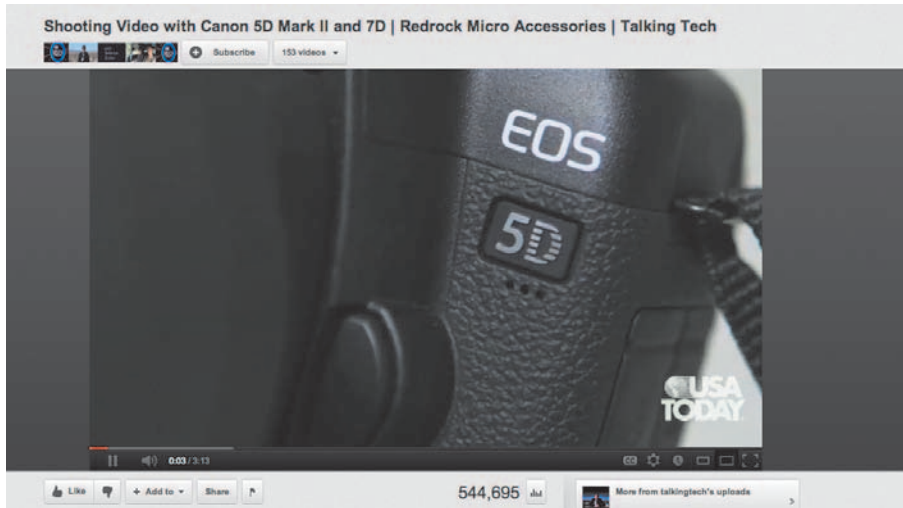 Shooting Video with Canon 5D Mark II and 7D | Redrock Micro Accessories | Talking Tech
Subscribe
153 videos
EOS
5D
USA
TODAY
0:03 / 3:13
CC
Like
+ Add to
Share
544,695
More from talkingtech's uploads